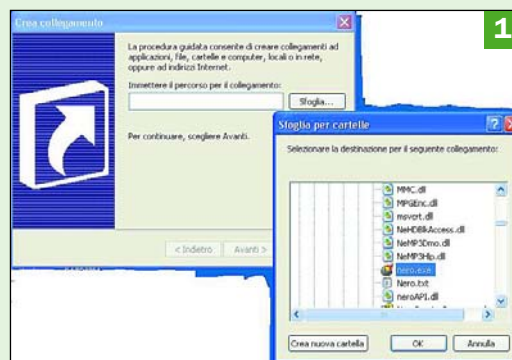 1
Crea collegamento
La procedura guidata consente di creare collegamenti ad
applicazioni, file, cartelle e computer, locali o in rete,
oppure ad indirizzi Internet.
Immettere il percorso per il collegamento:
Sfoglia...
Per continuare, scegliere Avanti.
< Indietro
Avanti >
Sfoglia per cartelle
Selezionare la destinazione per il seguente collegamento:
MMC.dll
MPGEnc.dll
msvcrt.dll
NeHDBlkAccess.dll
NeMP3Dmo.dll
NeMP3Hlp.dll
nero.exe
Nero.txt
neroAPI.dll
Crea nuova cartella
OK
Annulla